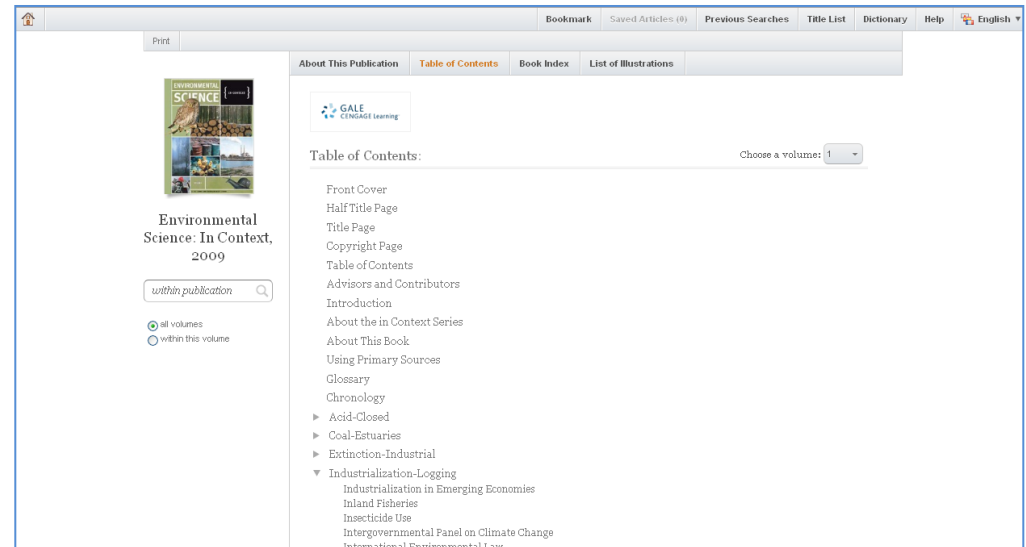 Bookmark Saved Articles (0) Previous Searches Title List Dictionary Help English
Print
About This Publication Table of Contents Book Index List of Illustrations
ENVIRONMENTAL
SCIENCE
GALE
CENGAGE Learning
Table of Contents:
Choose a volume: 1
Environmental
Science: In Context,
2009
within publication
all volumes
within this volume
Front Cover
Half Title Page
Title Page
Copyright Page
Table of Contents
Advisors and Contributors
Introduction
About the in Context Series
About This Book
Using Primary Sources
Glossary
Chronology
Acid-Closed
Coal-Estuaries
Extinction-Industrial
Industrialization-Logging
Industrialization in Emerging Economies
Inland Fisheries
Insecticide Use
Intergovernmental Panel on Climate Change
International Environmental Law